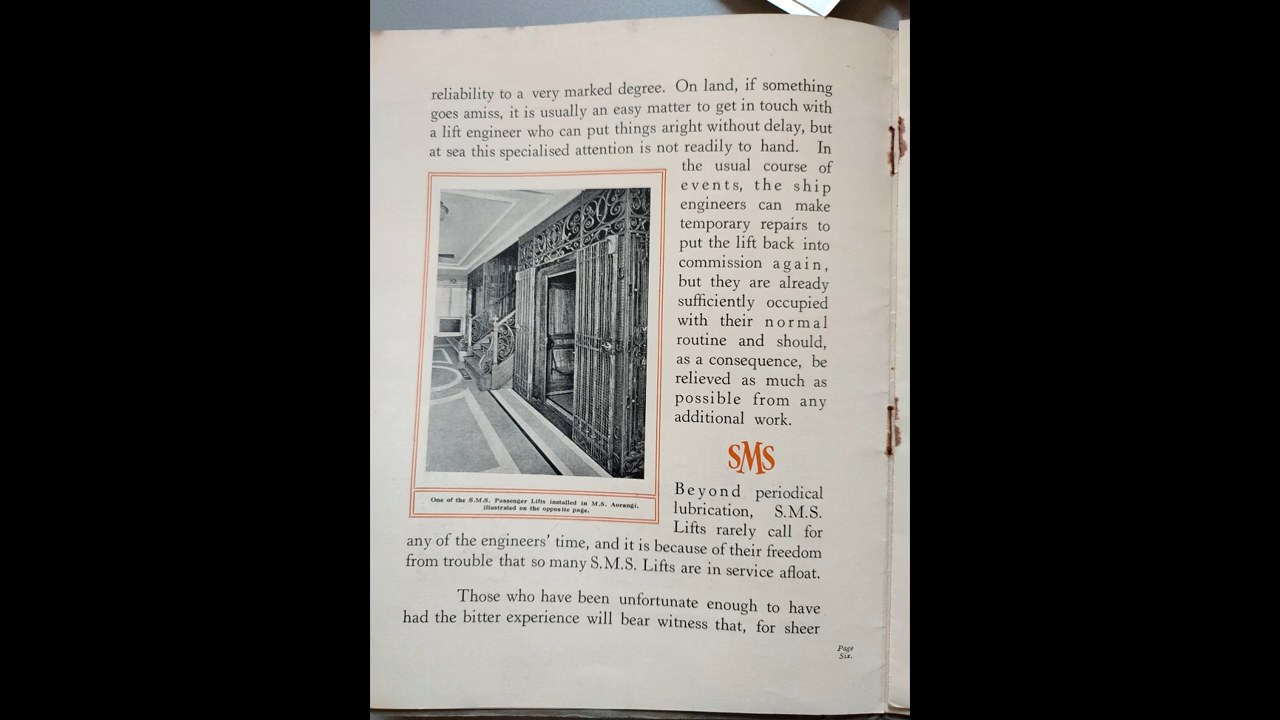 reliability to a very marked degree. On land, if something
goes amiss, it is usually an easy matter to get in touch with
a lift engineer who can put things aright without delay, but
at sea this specialised attention is not readily to hand. In
the usual course of
events, the ship
engineers can make
temporary repairs to
put the lift back into
commission again,
but they are already
sufficiently occupied
with their normal
routine and should,
as a consequence, be
relieved as much as
possible from any
additional work.
One of the S.M.S. Passenger Lifts installed in M.S. Aorangi,
illustrated on the opposite page.
SMS
Beyond periodical
lubrication, S.M.S.
Lifts rarely call for
any of the engineers' time, and it is because of their freedom
from trouble that so many S.M.S. Lifts are in service afloat.
Those who have been unfortunate enough to have
had the bitter experience will bear witness that, for sheer
Page
Six.